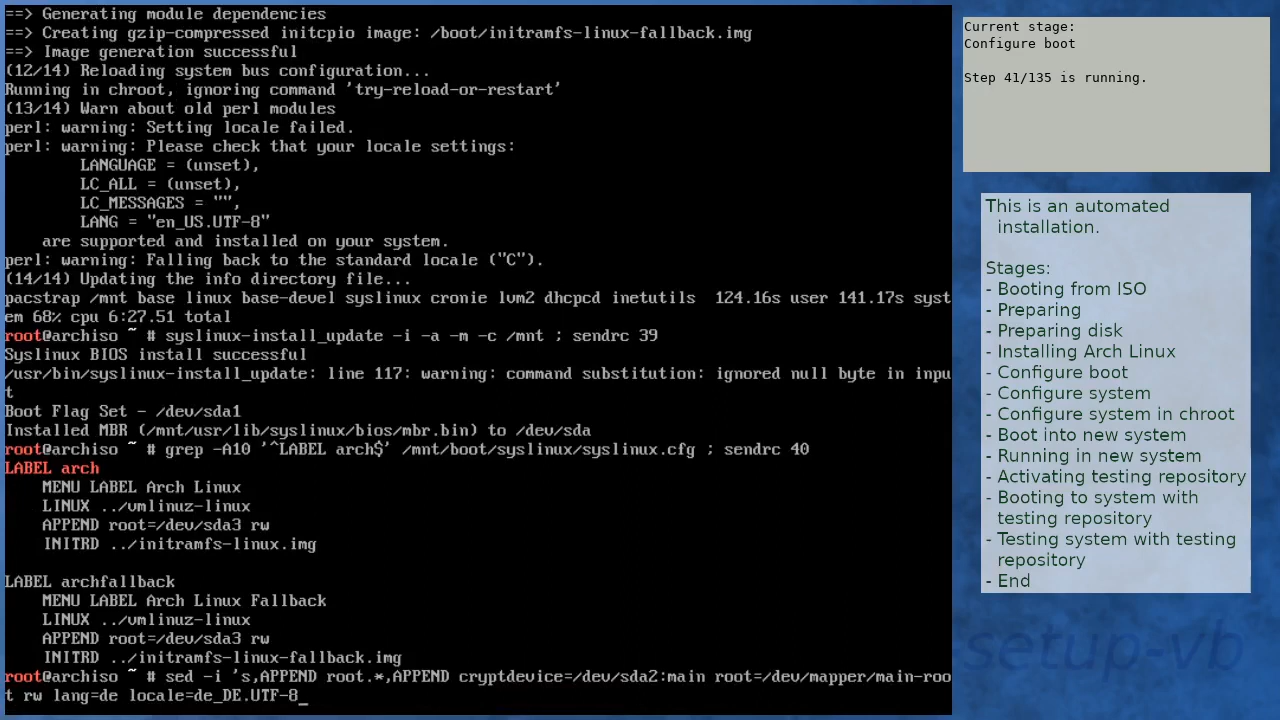 ==> Generating module dependencies
==> Creating gzip-compressed initcpio image: /boot/initramfs-linux-fallback.img
==> Image generation successful
(12/14) Reloading system bus configuration...
Running in chroot, ignoring command 'try-reload-or-restart'
(13/14) Warn about old perl modules
perl: warning: Setting locale failed.
perl: warning: Please check that your locale settings:
        LANGUAGE = (unset),
        LC_ALL = (unset),
        LC_MESSAGES = "",
        LANG = "en_US.UTF-8"
    are supported and installed on your system.
perl: warning: Falling back to the standard locale ("C").
(14/14) Updating the info directory file...
pacstrap /mnt base linux base-devel syslinux cronie lvm2 dhcpcd inetutils  124.16s user 141.17s syst
em 68% cpu 6:27.51 total
root@archiso ~ # syslinux-install_update -i -a -m -c /mnt ; sendrc 39
Syslinux BIOS install successful
/usr/bin/syslinux-install_update: line 117: warning: command substitution: ignored null byte in inpu
t
Boot Flag Set - /dev/sda1
Installed MBR (/mnt/usr/lib/syslinux/bios/mbr.bin) to /dev/sda
root@archiso ~ # grep -A10 '^LABEL arch$' /mnt/boot/syslinux/syslinux.cfg ; sendrc 40
LABEL arch
    MENU LABEL Arch Linux
    LINUX ../vmlinuz-linux
    APPEND root=/dev/sda3 rw
    INITRD ../initramfs-linux.img

LABEL archfallback
    MENU LABEL Arch Linux Fallback
    LINUX ../vmlinuz-linux
    APPEND root=/dev/sda3 rw
    INITRD ../initramfs-linux-fallback.img
root@archiso ~ # sed -i 's,APPEND root.*,APPEND cryptdevice=/dev/sda2:main root=/dev/mapper/main-roo
t rw lang=de locale=de_DE.UTF-8_
Current stage:
Configure boot

Step 41/135 is running.
This is an automated
installation.

Stages:
- Booting from ISO
- Preparing
- Preparing disk
- Installing Arch Linux
- Configure boot
- Configure system
- Configure system in chroot
- Boot into new system
- Running in new system
- Activating testing repository
- Booting to system with
testing repository
- Testing system with testing
repository
- End
setup-vb